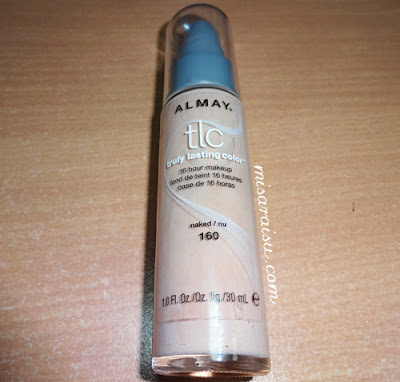 ALMAY.
tlc
truly lasting color™
16 hour makeup
fond de teint 16 heures
base de 16 horas
naked / nu
160
1.0 Fl. Oz./Oz. liq./30 mL ℮
misaraisu.com